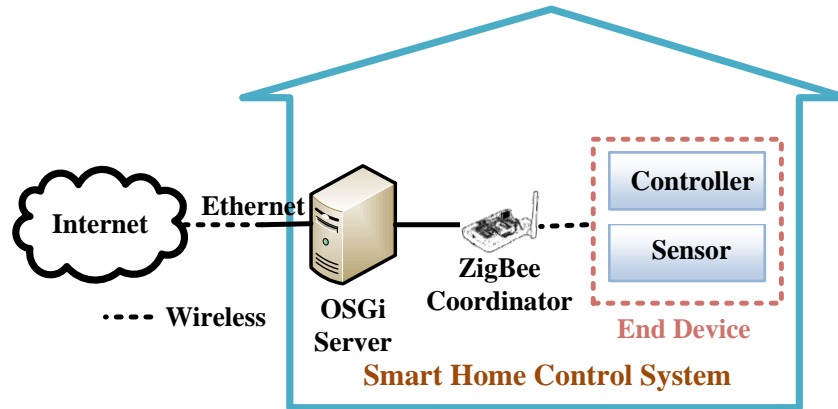 Internet
Ethernet
Wireless
OSGi
Server
ZigBee
Coordinator
Controller
Sensor
End Device
Smart Home Control System